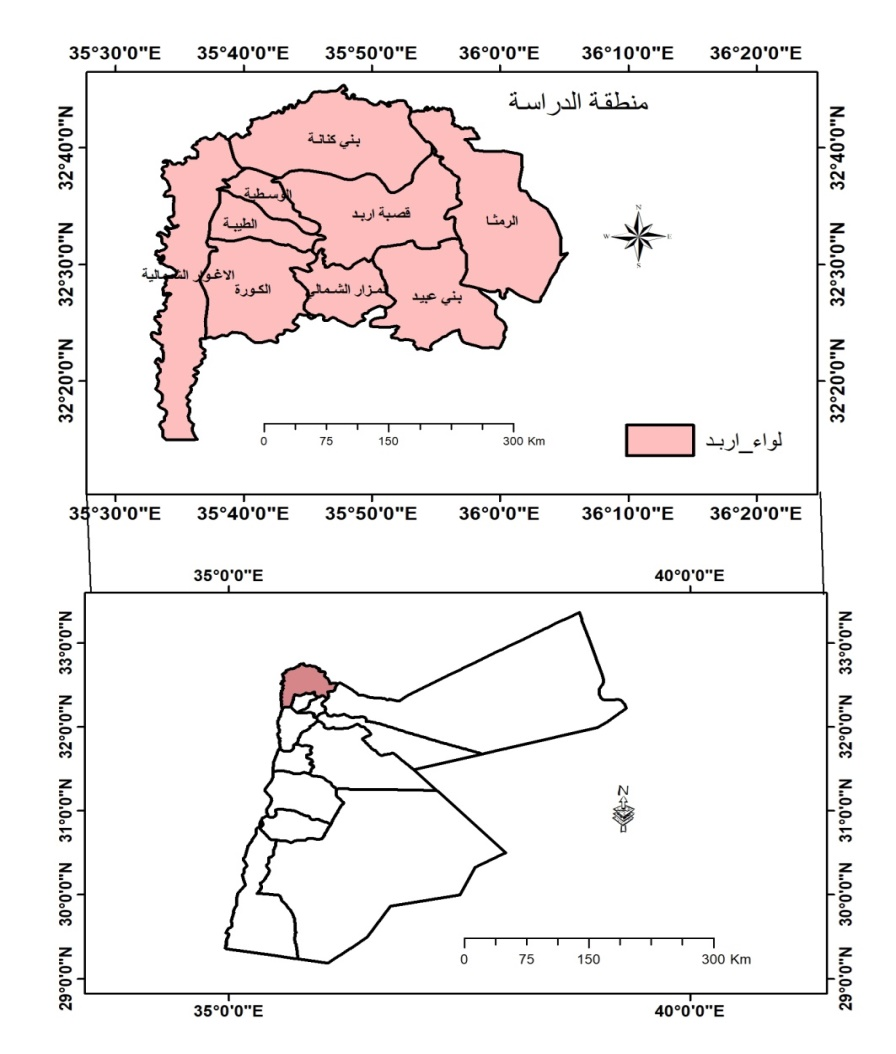 35°30'0"E 35°40'0"E 35°50'0"E 36°0'0"E 36°10'0"E 36°20'0"E
منطقة الدراسة
32°40'0"N 32°40'0"N
بني كنانة
الوسطية
قصبة اربد
الرمثا
الطيبة
N
W E
S
32°30'0"N 32°30'0"N
الاغوار الشمالية
الكورة
لمزار الشمالي
بني عبيد
32°20'0"N 32°20'0"N
0 75 150 300 Km
لواء_اربد
35°30'0"E 35°40'0"E 35°50'0"E 36°0'0"E 36°10'0"E 36°20'0"E
35°0'0"E 40°0'0"E
33°0'0"N 33°0'0"N
32°0'0"N 32°0'0"N
N
31°0'0"N 31°0'0"N
30°0'0"N 30°0'0"N
0 75 150 300 Km
29°0'0"N 29°0'0"N
35°0'0"E 40°0'0"E